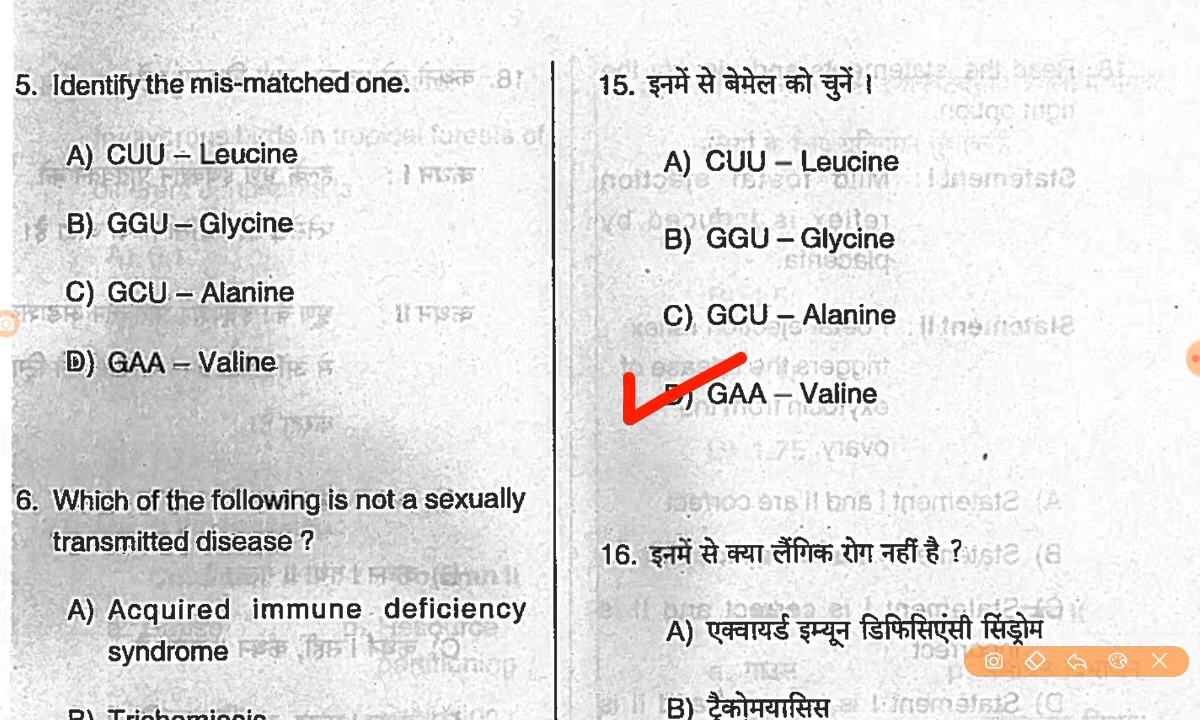 5. Identify the mis-matched one.
A) CUU – Leucine
B) GGU – Glycine
C) GCU – Alanine
D) GAA – Valine
6. Which of the following is not a sexually
transmitted disease ?
A) Acquired immune deficiency
syndrome
B) Trichomiasis
15. इनमें से बेमेल को चुनें ।
A) CUU – Leucine
B) GGU – Glycine
C) GCU – Alanine
D) GAA – Valine
16. इनमें से क्या लैंगिक रोग नहीं है ?
A) एक्वायर्ड इम्यून डिफिसिएंसी सिंड्रोम
B) ट्रैकोमयासिस